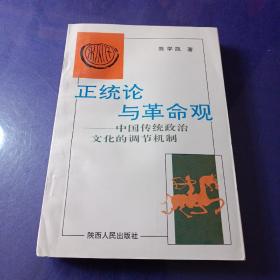 陈学凯 著
正统论
与革命观
——中国传统政治
文化的调节机制
陕西人民出版社